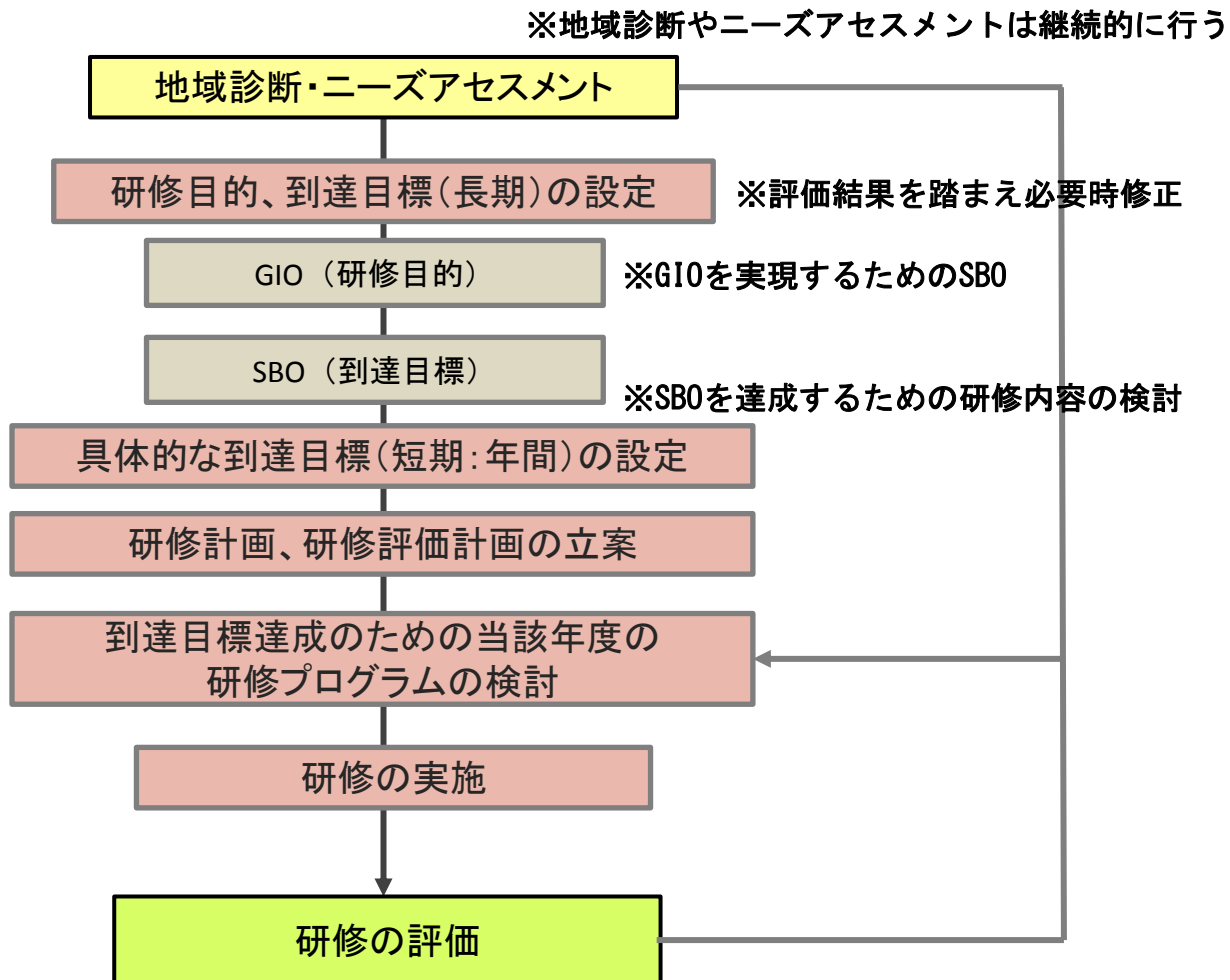 ※地域診断やニーズアセスメントは継続的に行う
地域診断・ニーズアセスメント
研修目的、到達目標（長期）の設定
※評価結果を踏まえ必要時修正
GIO（研修目的）
※GIOを実現するためのSBO
SBO（到達目標）
※SBOを達成するための研修内容の検討
具体的な到達目標（短期：年間）の設定
研修計画、研修評価計画の立案
到達目標達成のための当該年度の
研修プログラムの検討
研修の実施
研修の評価